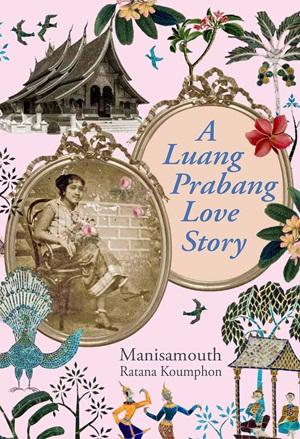 A
Luang
Prabang
Love
Story
Manisamouth
Ratana Koumphon